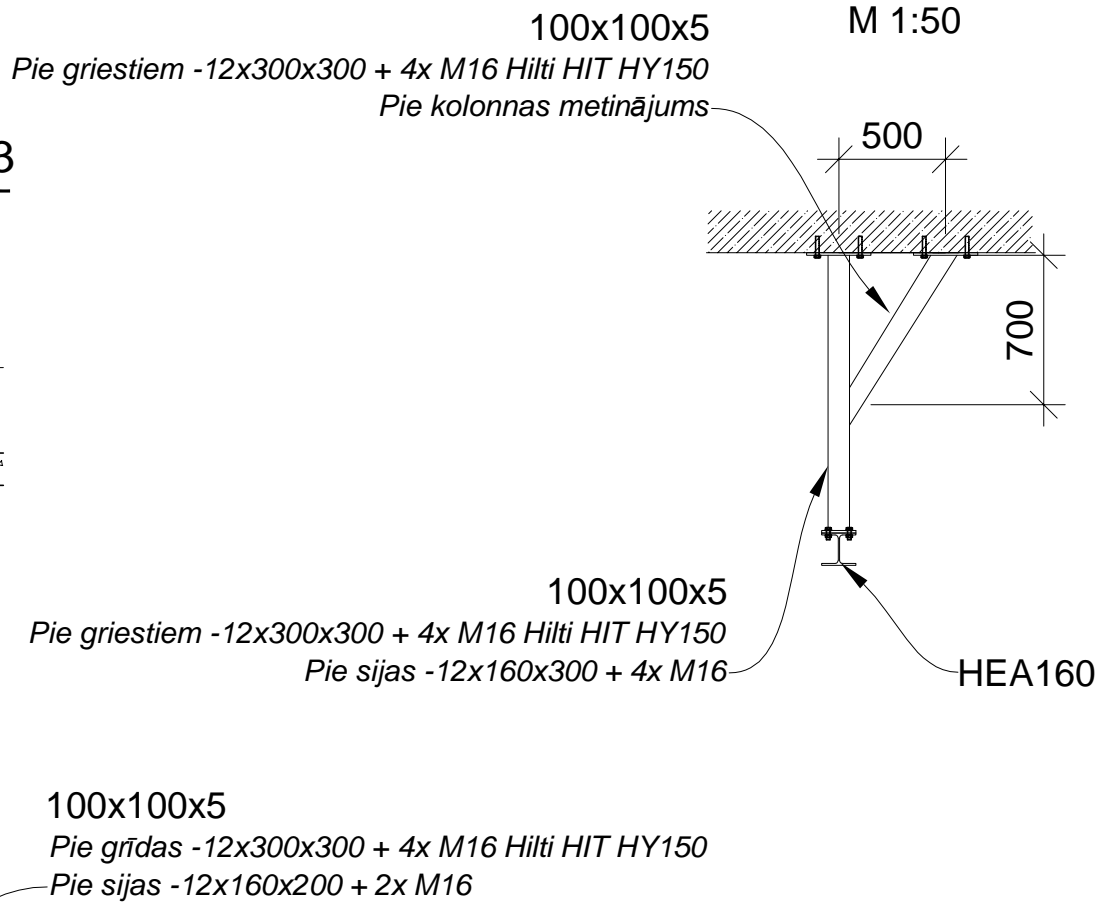 100x100x5
M 1:50
Pie griestiem -12x300x300 + 4x M16 Hilti HIT HY150
Pie kolonnas metinājums
500
3
700
100x100x5
Pie griestiem -12x300x300 + 4x M16 Hilti HIT HY150
Pie sijas -12x160x300 + 4x M16
HEA160
100x100x5
Pie grīdas -12x300x300 + 4x M16 Hilti HIT HY150
Pie sijas -12x160x200 + 2x M16